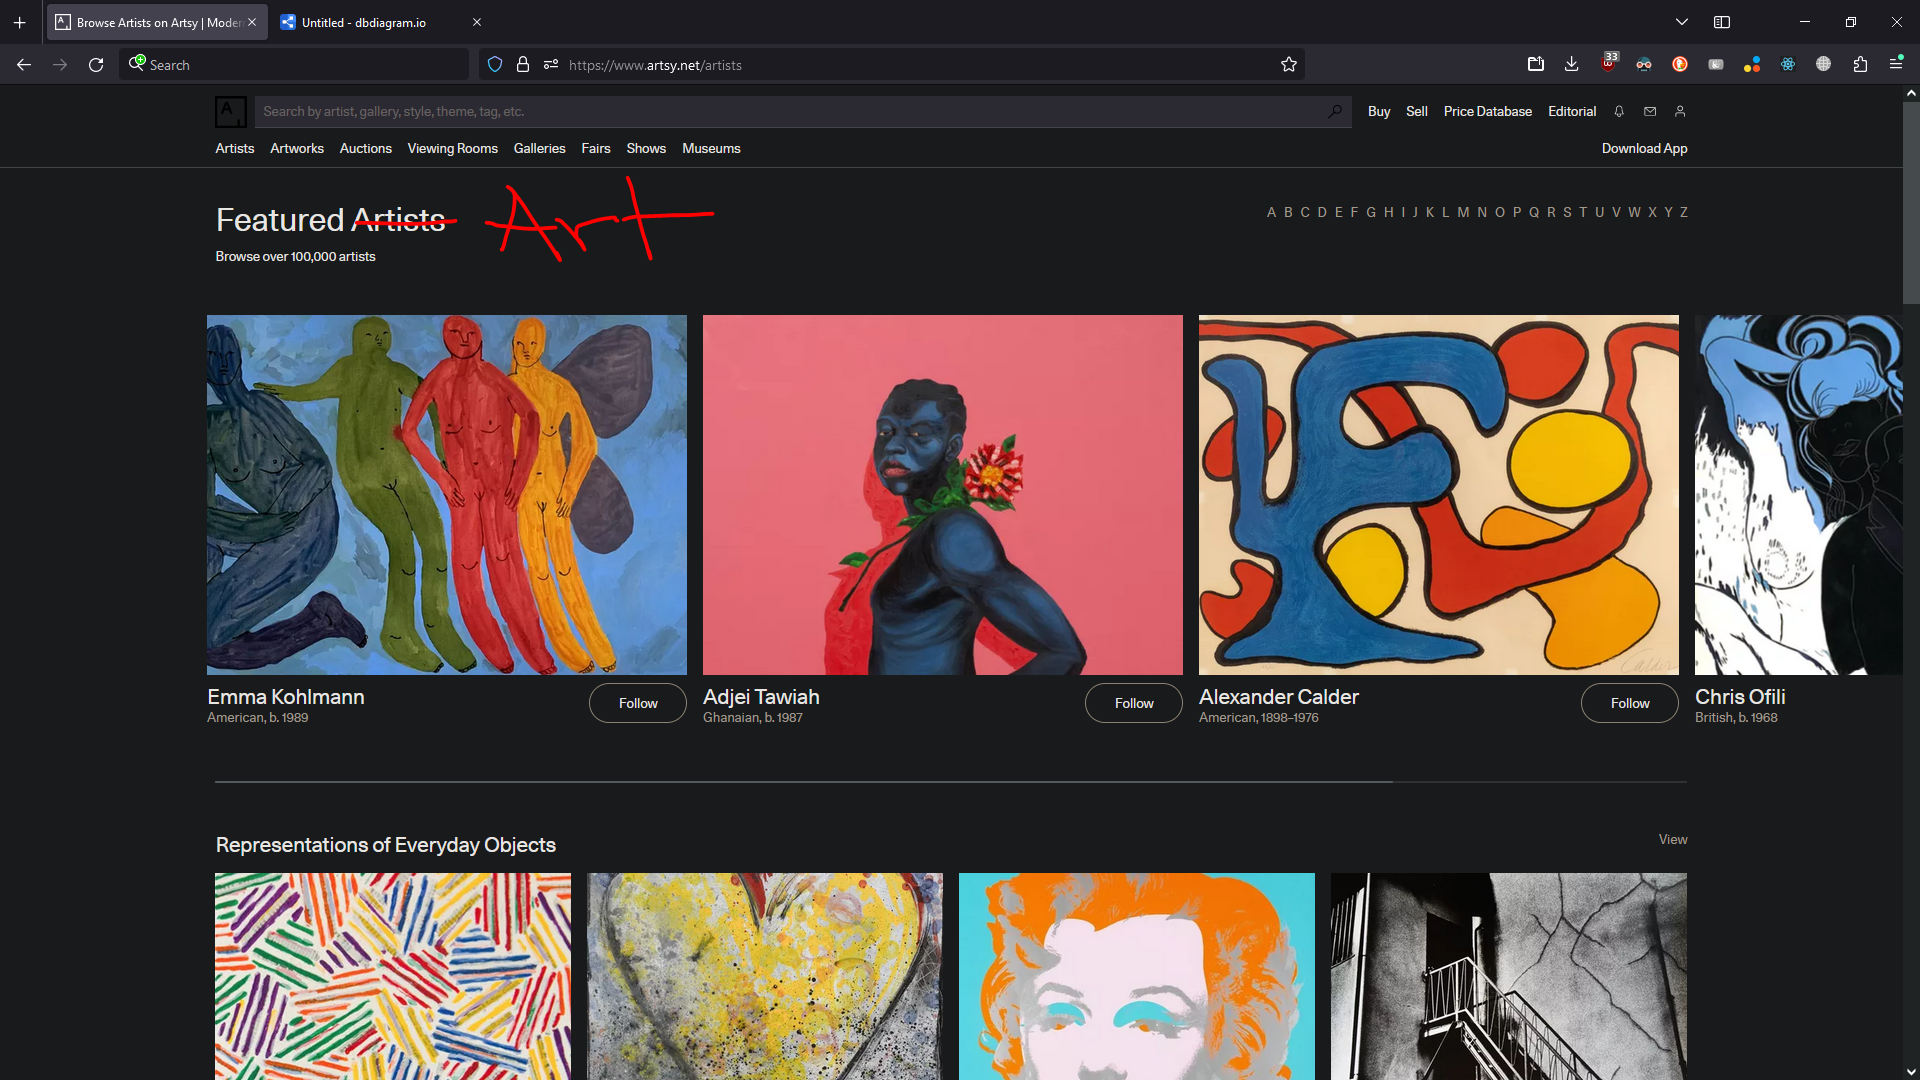 Browse Artists on Artsy | Moder
Untitled - dbdiagram.io
Search
https://www.artsy.net/artists
33
A
Search by artist, gallery, style, theme, tag, etc.
Buy Sell Price Database Editorial
Artists Artworks Auctions Viewing Rooms Galleries Fairs Shows Museums
Download App
Featured Artists Art
A B C D E F G H I J K L M N O P Q R S T U V W X Y Z
Browse over 100,000 artists
Calder
Emma Kohlmann
American, b. 1989
Follow
Adjei Tawiah
Ghanaian, b. 1987
Follow
Alexander Calder
American, 1898–1976
Follow
Chris Ofili
British, b. 1968
Representations of Everyday Objects
View